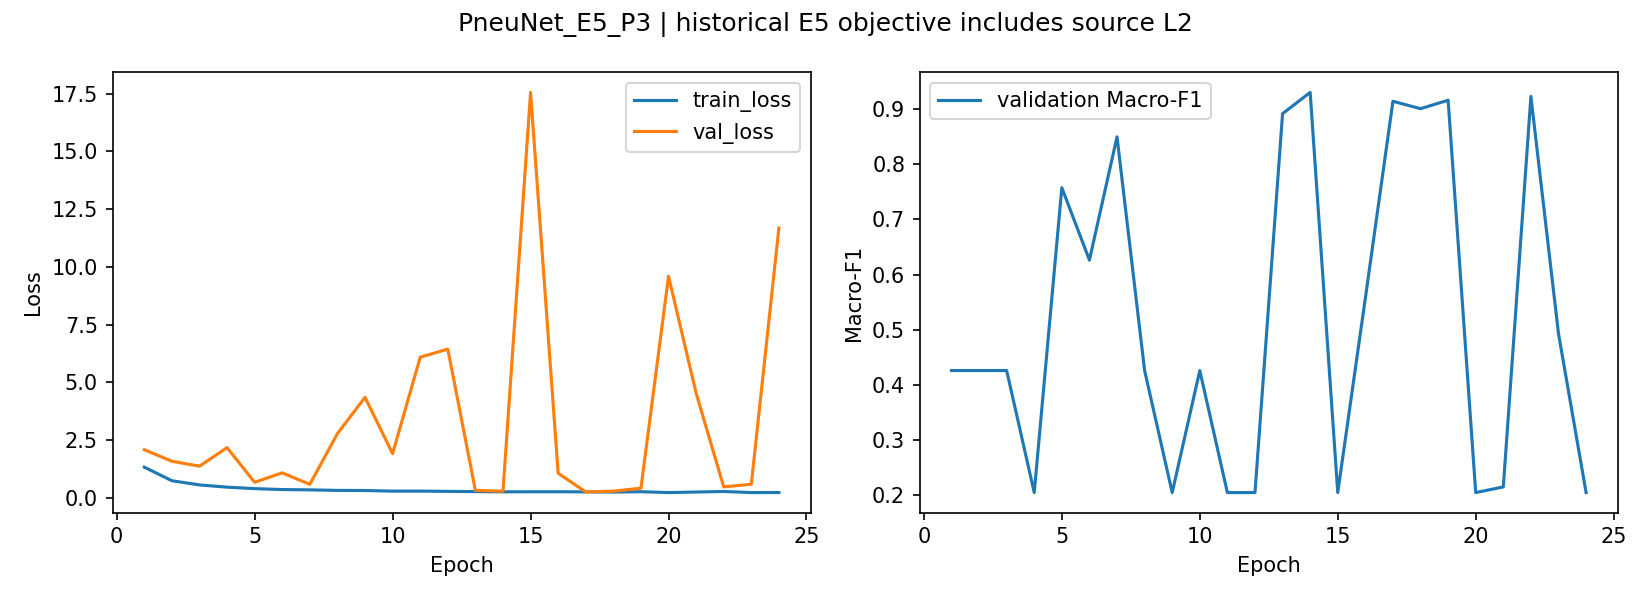 PneuNet_E5_P3 | historical E5 objective includes source L2
17.5
15.0
12.5
10.0
7.5
5.0
2.5
0.0
Loss
train_loss
val_loss
0 5 10 15 20 25
Epoch
0.9
0.8
0.7
0.6
0.5
0.4
0.3
0.2
Macro-F1
validation Macro-F1
0 5 10 15 20 25
Epoch